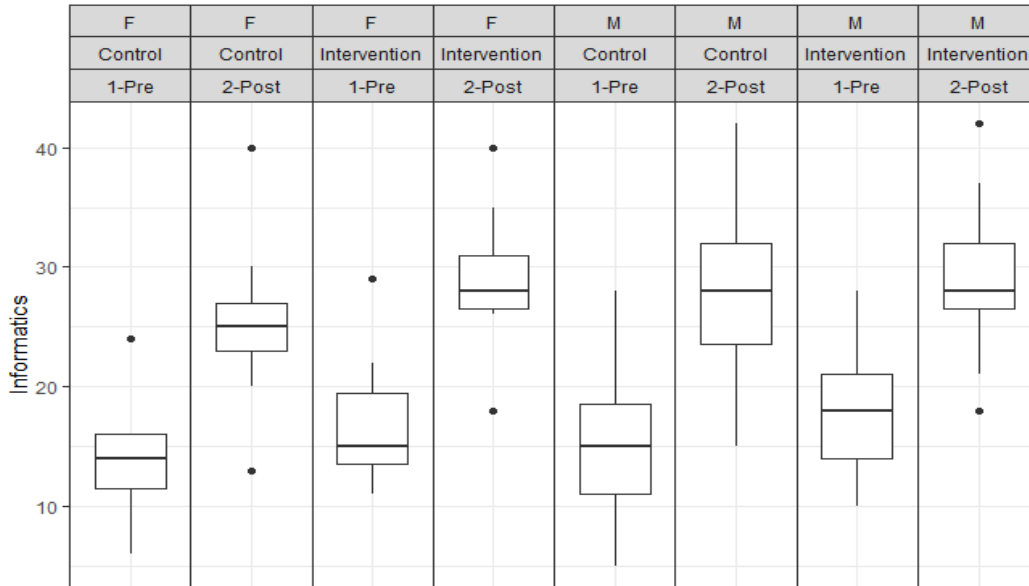 F F F F M M M M
Control Control Intervention Intervention Control Control Intervention Intervention
1-Pre 2-Post 1-Pre 2-Post 1-Pre 2-Post 1-Pre 2-Post
Informatics
40
30
20
10